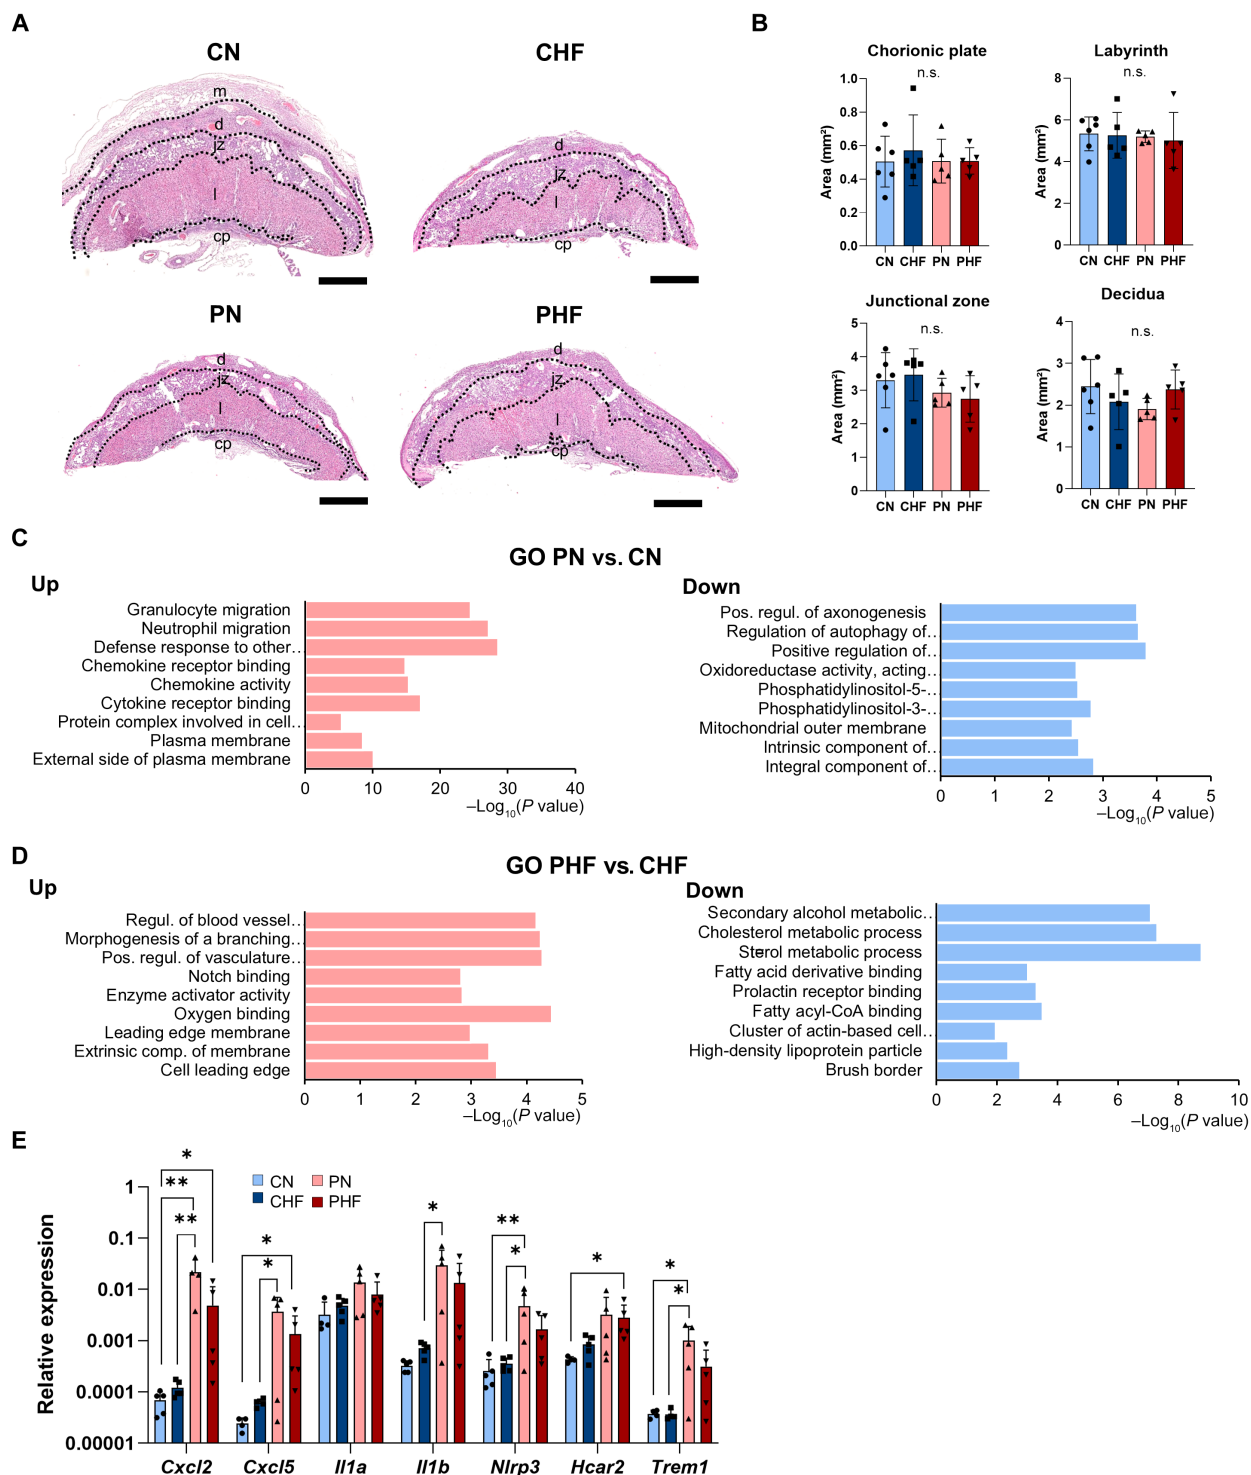 A
CN
m
d
jz
l
cp
CHF
d
jz
l
cp
PN
d
jz
l
cp
PHF
d
jz
l
cp
B
Chorionic plate
n.s.
Area (mm²)
1.0
0.8
0.6
0.4
0.2
0.0
CN CHF PN PHF
Labyrinth
n.s.
Area (mm²)
8
6
4
2
0
CN CHF PN PHF
Junctional zone
n.s.
Area (mm²)
5
4
3
2
1
0
CN CHF PN PHF
Decidua
n.s.
Area (mm²)
4
3
2
1
0
CN CHF PN PHF
C
GO PN vs. CN
Up
Granulocyte migration
Neutrophil migration
Defense response to other…
Chemokine receptor binding
Chemokine activity
Cytokine receptor binding
Protein complex involved in cell…
Plasma membrane
External side of plasma membrane
0 10 20 30 40
–Log10(P value)
Down
Pos. regul. of axonogenesis
Regulation of autophagy of…
Positive regulation of…
Oxidoreductase activity, acting…
Phosphatidylinositol-5-…
Phosphatidylinositol-3-…
Mitochondrial outer membrane
Intrinsic component of…
Integral component of…
0 1 2 3 4 5
–Log10(P value)
D
GO PHF vs. CHF
Up
Regul. of blood vessel…
Morphogenesis of a branching…
Pos. regul. of vasculature…
Notch binding
Enzyme activator activity
Oxygen binding
Leading edge membrane
Extrinsic comp. of membrane
Cell leading edge
0 1 2 3 4 5
–Log10(P value)
Down
Secondary alcohol metabolic…
Cholesterol metabolic process
Sterol metabolic process
Fatty acid derivative binding
Prolactin receptor binding
Fatty acyl-CoA binding
Cluster of actin-based cell…
High-density lipoprotein particle
Brush border
0 2 4 6 8 10
–Log10(P value)
E
Relative expression
1
0.1
0.01
0.001
0.0001
0.00001
CN PN
CHF PHF
*
**
**
*
*
*
**
*
*
*
*
Cxcl2 Cxcl5 Il1a Il1b Nlrp3 Hcar2 Trem1